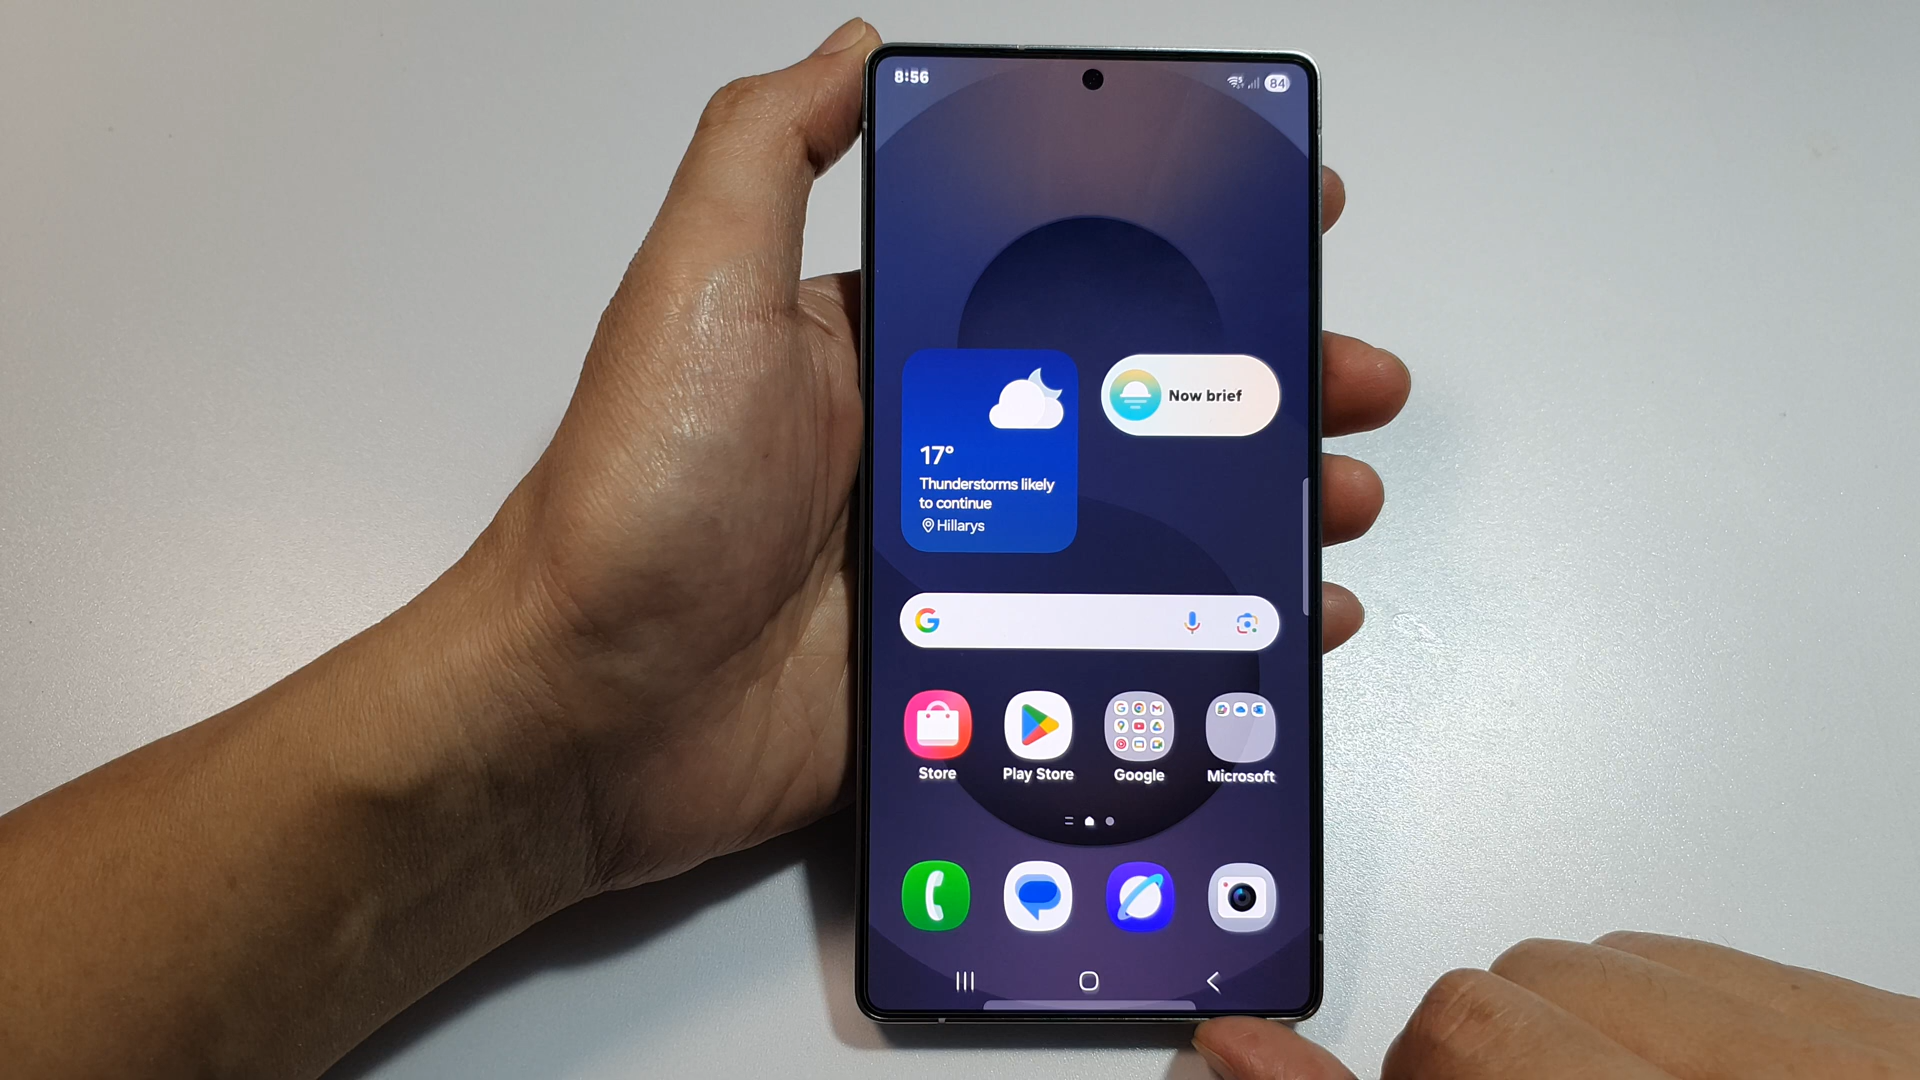 8:56
84
Now brief
17°
Thunderstorms likely
to continue
Hillarys
Store
Play Store
Google
Microsoft